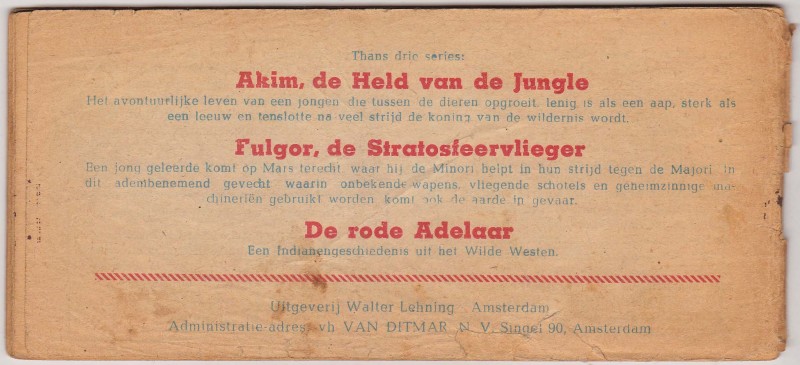 Thans drie series:
Akim, de Held van de Jungle
Het avontuurlijke leven van een jongen die tussen de dieren opgroeit, lenig is als een aap, sterk als
een leeuw en tenslotte na veel strijd de koning van de wildernis wordt.
Fulgor, de Stratosfeervlieger
Een jong geleerde komt op Mars terecht waar hij de Minori helpt in hun strijd tegen de Majori. In
dit adembenemend gevecht waarin onbekende wapens, vliegende schotels en geheimzinnige ma-
chinerieën gebruikt worden, komt ook de aarde in gevaar.
De rode Adelaar
Een Indianengeschiedenis uit het Wilde Westen.
Uitgeverij Walter Lehning - Amsterdam
Administratie-adres: vh VAN DITMAR N. V. Singel 90, Amsterdam